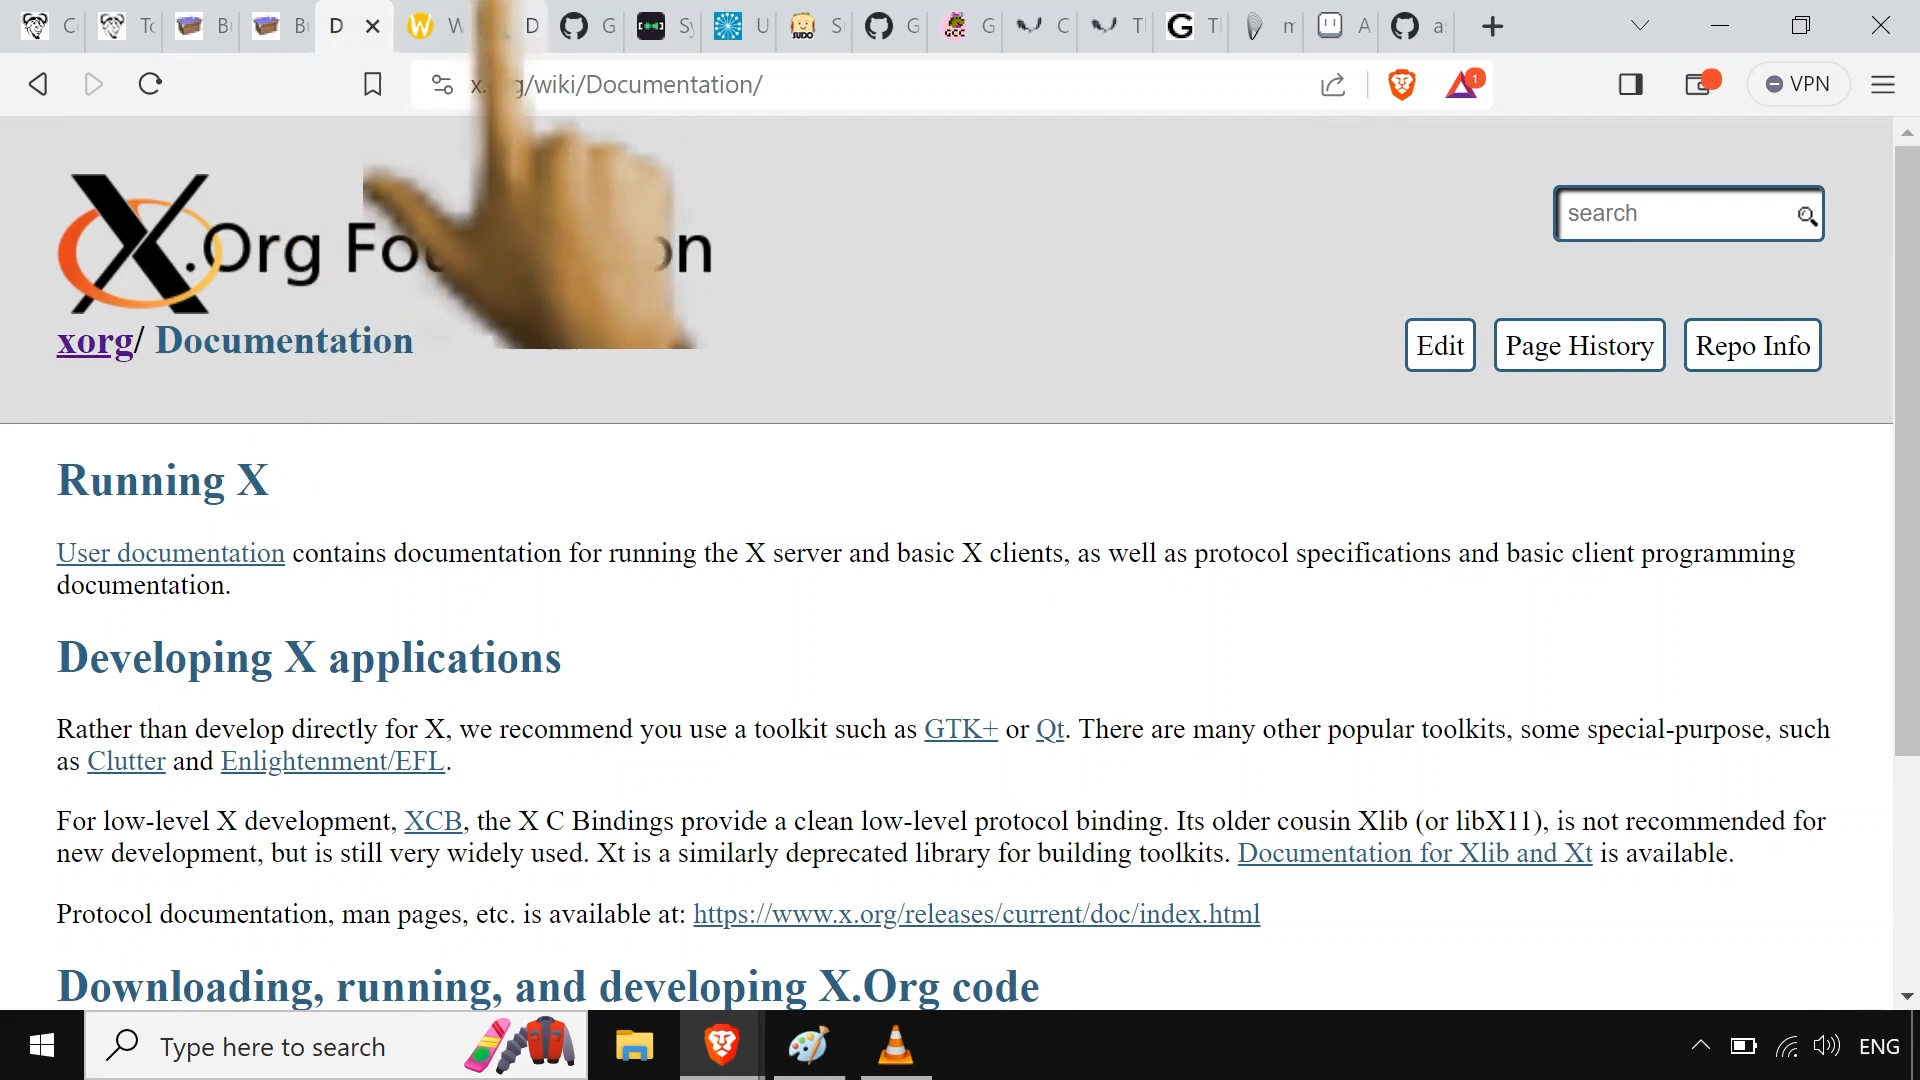 C
To
B
B
D
W
D
G
Sy
U
S
SUDO
G
GCC
G
C
T
G
T
m
A
a
/wiki/Documentation/
1
VPN
X.Org
search
xorg/ Documentation
Edit
Page History
Repo Info
Running X
User documentation contains documentation for running the X server and basic X clients, as well as protocol specifications and basic client programming
documentation.
Developing X applications
Rather than develop directly for X, we recommend you use a toolkit such as GTK+ or Qt. There are many other popular toolkits, some special-purpose, such
as Clutter and Enlightenment/EFL.
For low-level X development, XCB, the X C Bindings provide a clean low-level protocol binding. Its older cousin Xlib (or libX11), is not recommended for
new development, but is still very widely used. Xt is a similarly deprecated library for building toolkits. Documentation for Xlib and Xt is available.
Protocol documentation, man pages, etc. is available at: https://www.x.org/releases/current/doc/index.html
Downloading, running, and developing X.Org code
Type here to search
ENG